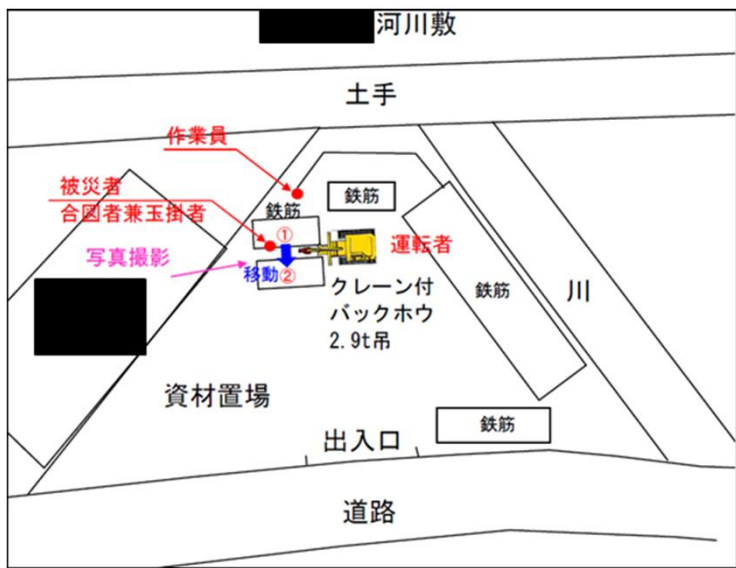 河川敷
土手
作業員
被災者
合図者兼玉掛者
鉄筋
鉄筋
①
運転者
写真撮影
移動②
クレーン付
バックホウ
2.9t吊
鉄筋
川
資材置場
鉄筋
出入口
道路